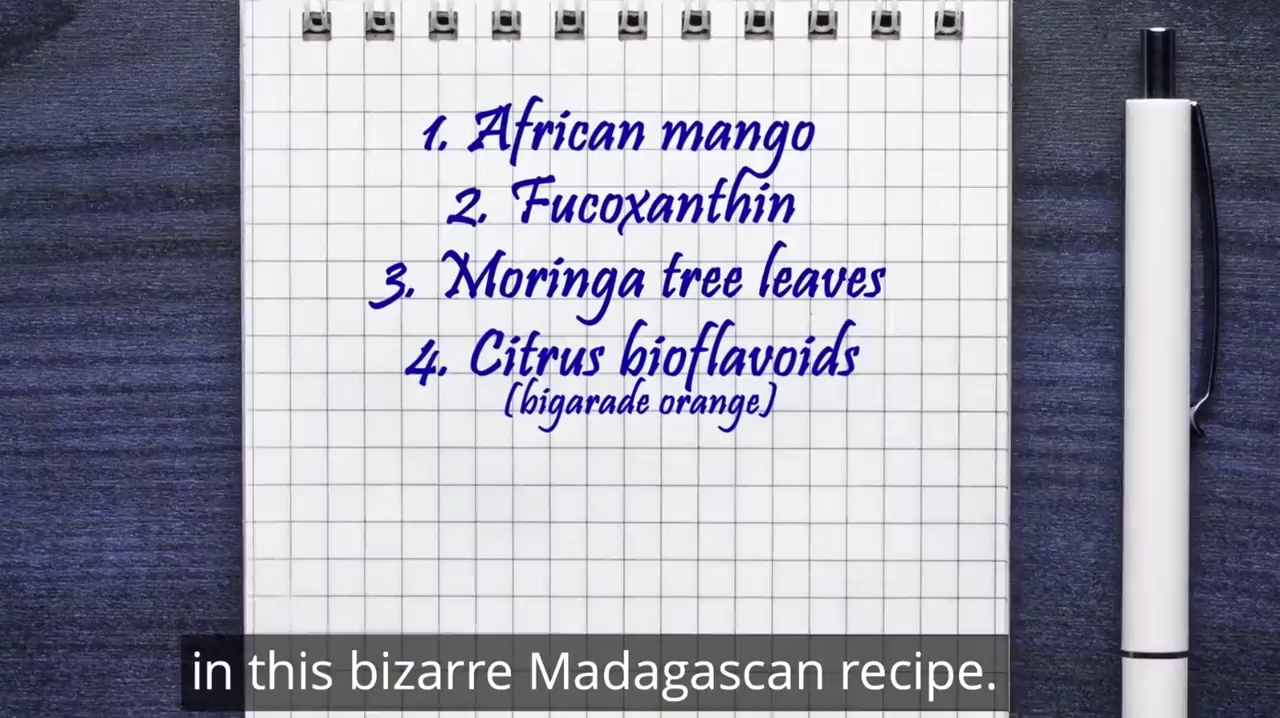 1. African mango
2. Fucoxanthin
3. Moringa tree leaves
4. Citrus bioflavoids
(bigarade orange)
in this bizarre Madagascan recipe.